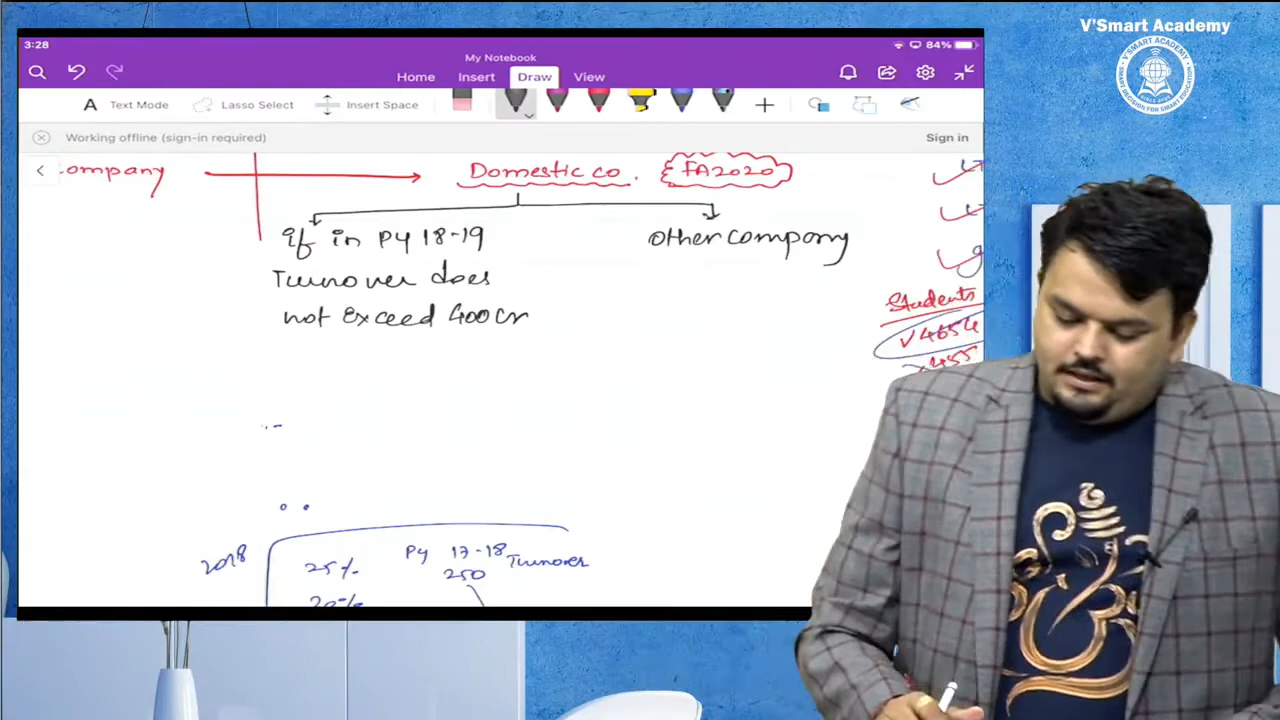 V'Smart Academy
3:28
84%
My Notebook
Home Insert Draw View
A Text Mode Lasso Select Insert Space
Working offline (sign-in required) Sign in
ompany Domestic co. FA2020
if in PY 18-19
Turnover does
not Exceed 400cr
Other company
Students
4654
2018 25% PY 17-18 Turnover
250